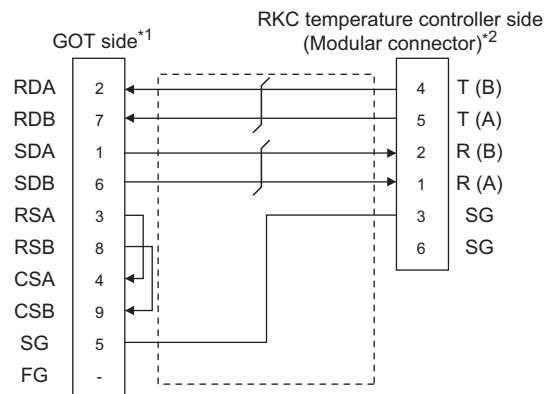 RKC temperature controller side
GOT side*1 (Modular connector)*2
RDA 2 4 T (B)
RDB 7 5 T (A)
SDA 1 2 R (B)
SDB 6 1 R (A)
RSA 3 3 SG
RSB 8 6 SG
CSA 4
CSB 9
SG 5
FG -